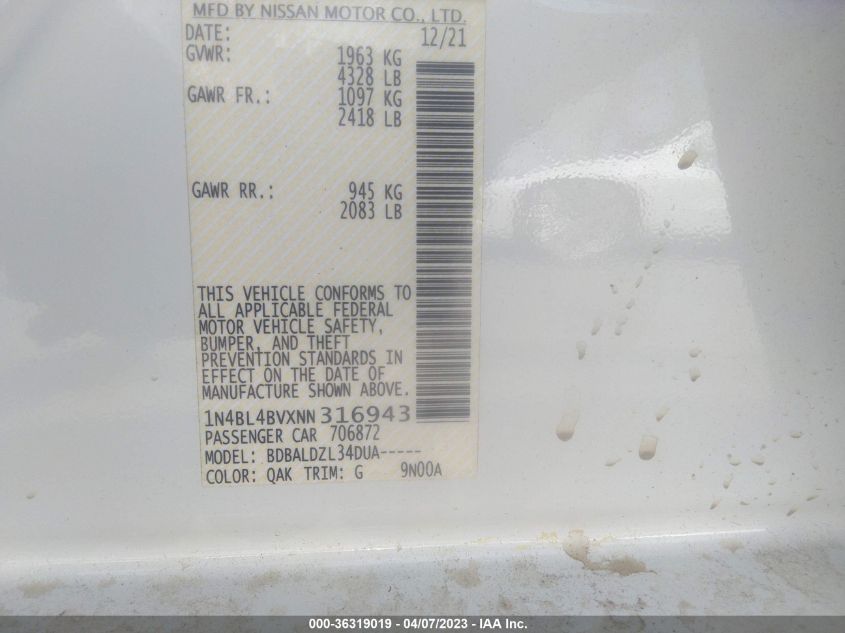 MFD BY NISSAN MOTOR CO., LTD.
DATE: 12/21
GVWR: 1963 KG
4328 LB
GAWR FR.: 1097 KG
2418 LB
GAWR RR.: 945 KG
2083 LB
THIS VEHICLE CONFORMS TO
ALL APPLICABLE FEDERAL
MOTOR VEHICLE SAFETY,
BUMPER, AND THEFT
PREVENTION STANDARDS IN
EFFECT ON THE DATE OF
MANUFACTURE SHOWN ABOVE.
1N4BL4BVXNN316943
PASSENGER CAR 706872
MODEL: BDBALDZL34DUA-----
COLOR: QAK TRIM: G 9N00A
000-36319019 - 04/07/2023 - IAA Inc.